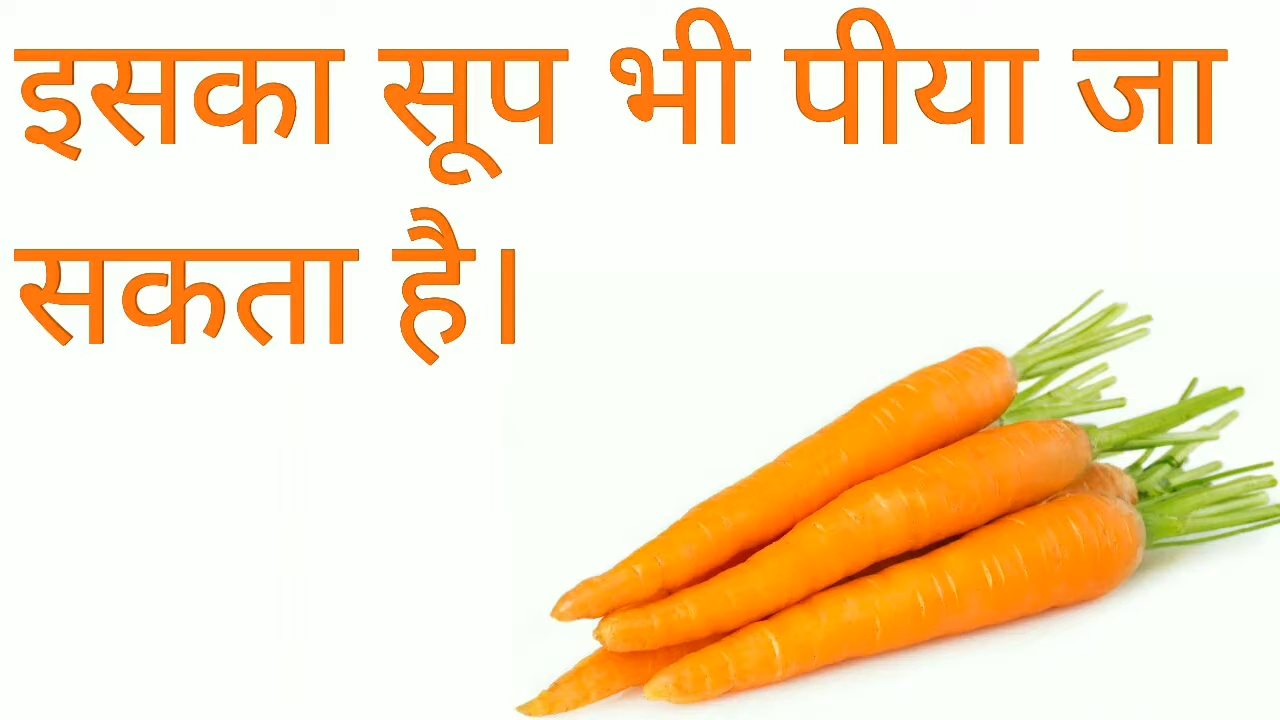 इसका सूप भी पीया जा
सकता है।